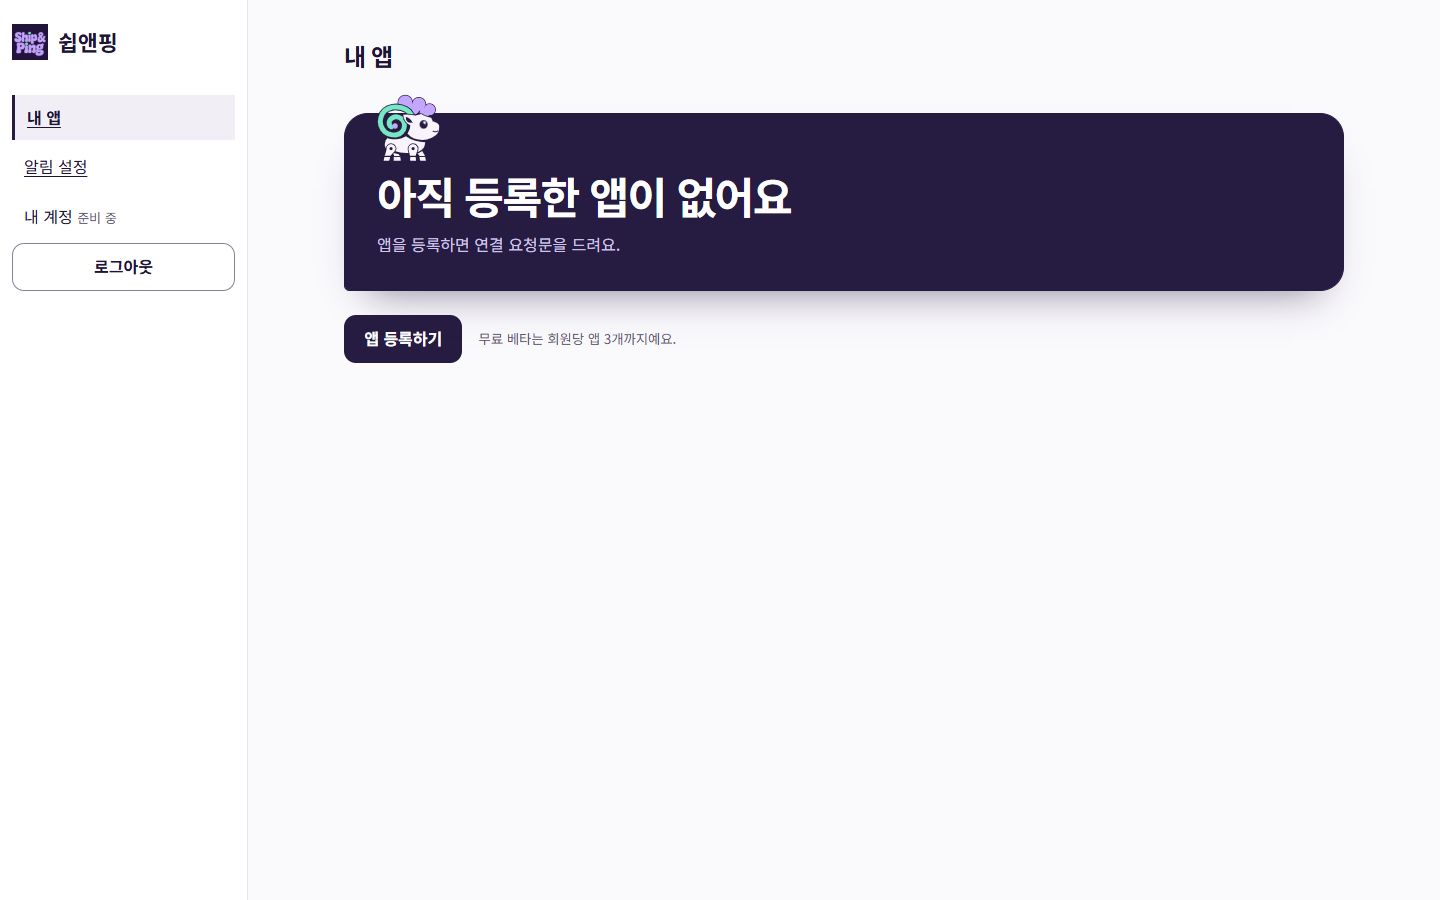 Ship&
Ping
쉽앤핑
내 앱
알림 설정
내 계정 준비 중
로그아웃
내 앱
아직 등록한 앱이 없어요
앱을 등록하면 연결 요청문을 드려요.
앱 등록하기
무료 베타는 회원당 앱 3개까지예요.